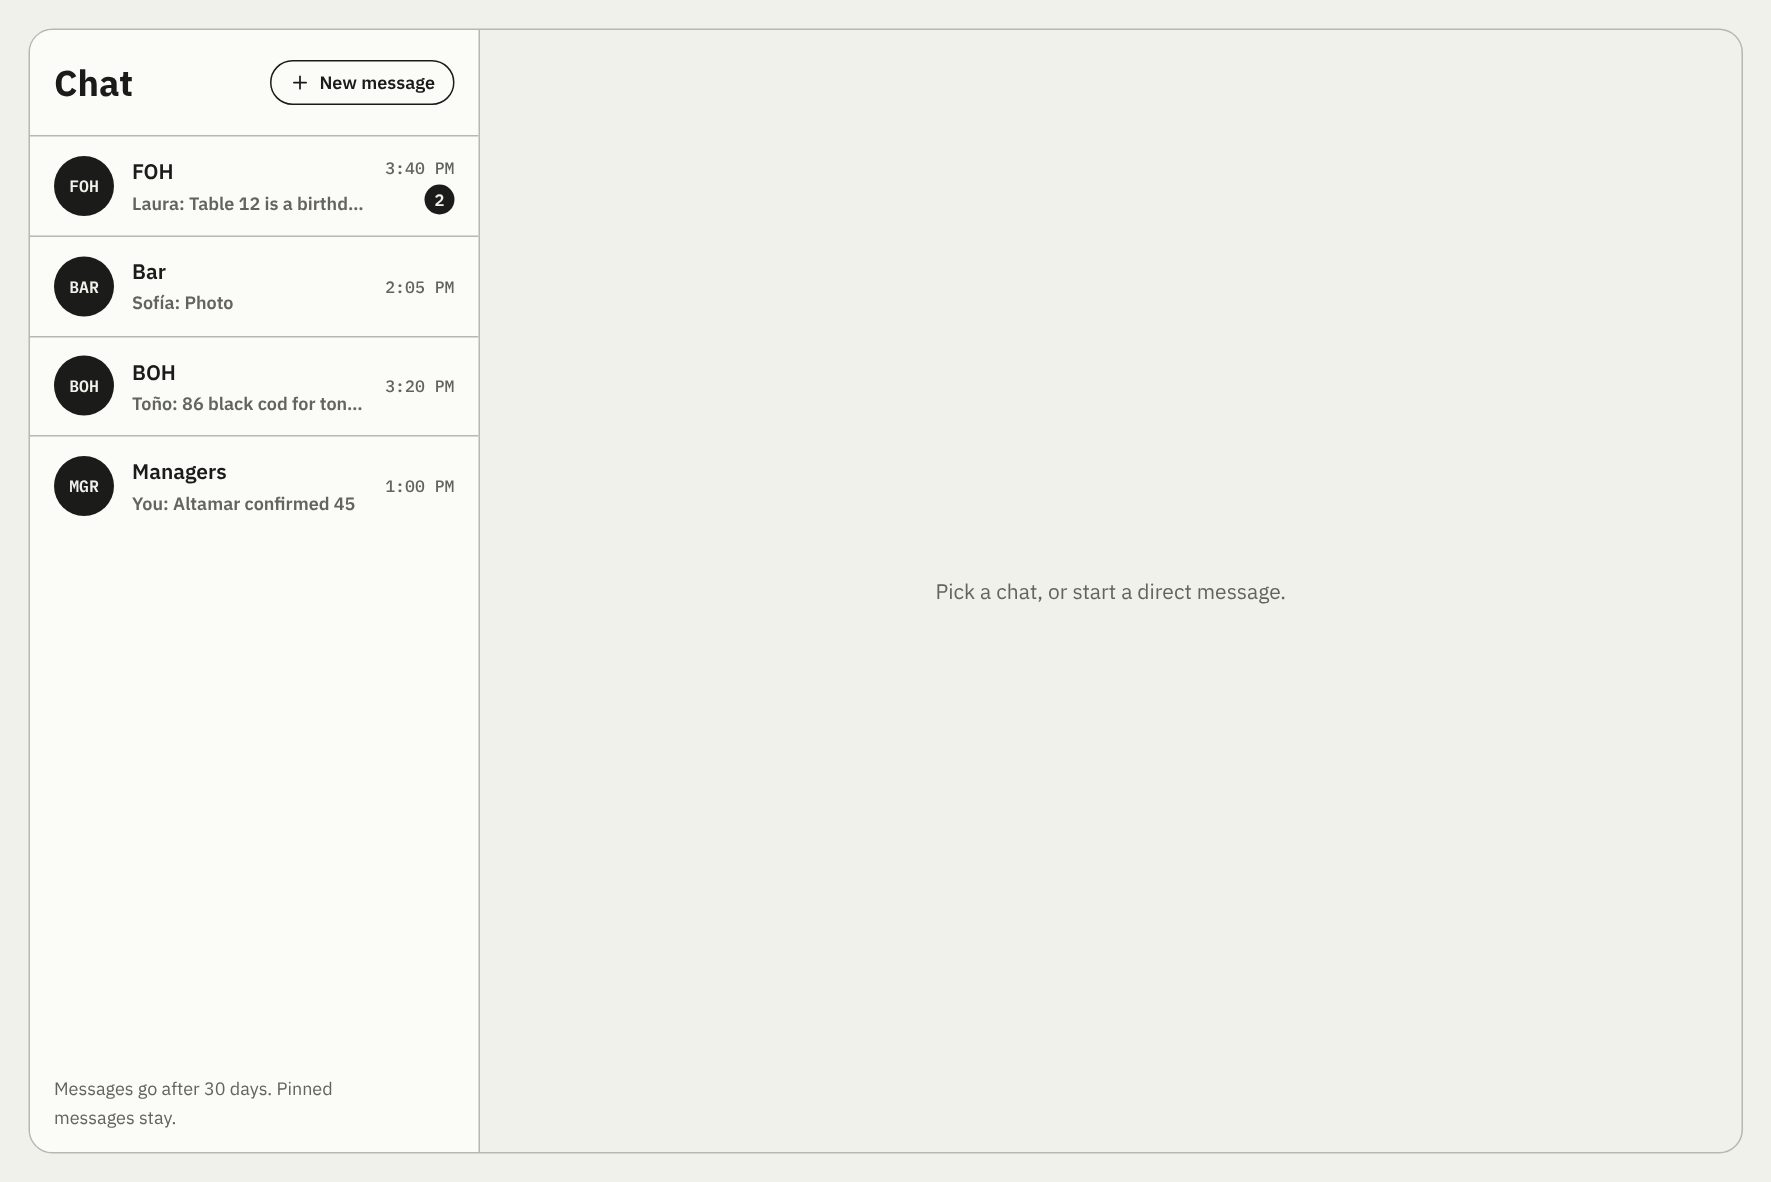 Chat
+ New message
FOH
FOH
3:40 PM
Laura: Table 12 is a birthd...
2
BAR
Bar
Sofía: Photo
2:05 PM
BOH
BOH
Toño: 86 black cod for ton...
3:20 PM
MGR
Managers
You: Altamar confirmed 45
1:00 PM
Pick a chat, or start a direct message.
Messages go after 30 days. Pinned
messages stay.